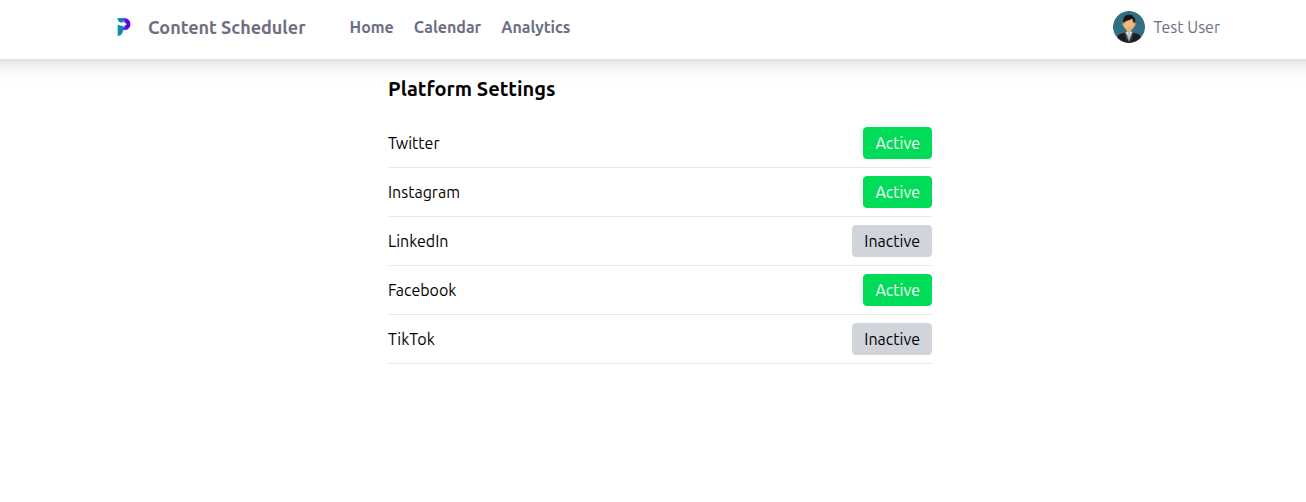 Content Scheduler Home Calendar Analytics Test User
Platform Settings
Twitter Active
Instagram Active
LinkedIn Inactive
Facebook Active
TikTok Inactive